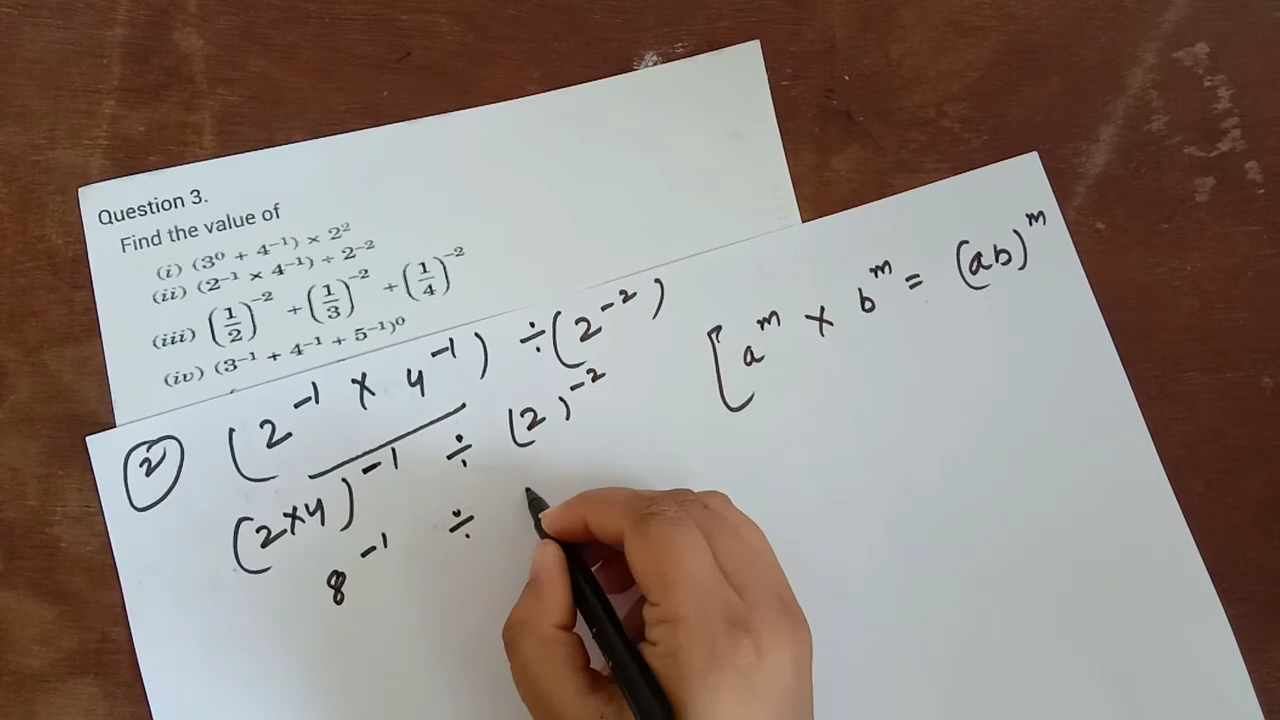 Question 3.
Find the value of
(i) (3⁰ + 4⁻¹) × 2²
(ii) (2⁻¹ × 4⁻¹) ÷ 2⁻²
(iii) (1/2)⁻² + (1/3)⁻² + (1/4)⁻²
(iv) (3⁻¹ + 4⁻¹ + 5⁻¹)⁰
② (2⁻¹ × 4⁻¹) ÷ (2⁻²)
(2×4)⁻¹ ÷ (2)⁻²
8⁻¹ ÷
[aᵐ × bᵐ = (ab)ᵐ